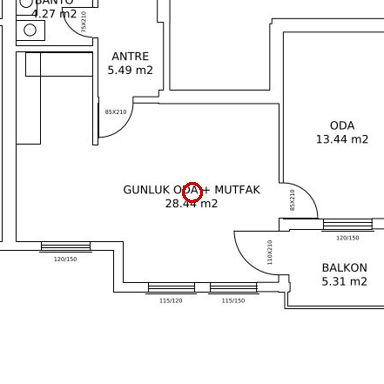 BANYO
4.27 m2
75X210
ANTRE
5.49 m2
85X210
ODA
13.44 m2
GUNLUK ODA + MUTFAK
28.44 m2
85X210
120/150
110X210
120/150
BALKON
5.31 m2
115/120
115/150